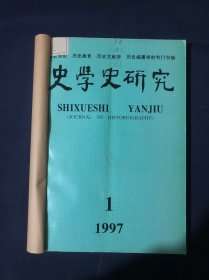 历史教育 历史文献学 历史编纂学的专门刊物
史學史研究
SHIXUESHI YANJIU
(JOURNAL OF HISTORIOGRAPHY)
1
1997